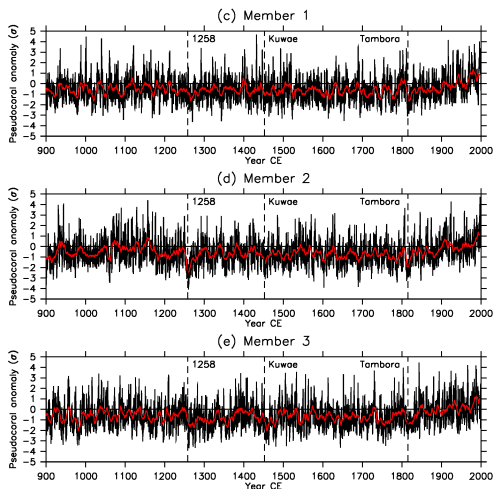 (c) Member 1
Pseudocoral anomaly (σ)
5
4
3
2
1
0
−1
−2
−3
−4
−5
1258 Kuwae Tambora
900 1000 1100 1200 1300 1400 1500 1600 1700 1800 1900 2000
Year CE
(d) Member 2
Pseudocoral anomaly (σ)
5
4
3
2
1
0
−1
−2
−3
−4
−5
1258 Kuwae Tambora
900 1000 1100 1200 1300 1400 1500 1600 1700 1800 1900 2000
Year CE
(e) Member 3
Pseudocoral anomaly (σ)
5
4
3
2
1
0
−1
−2
−3
−4
−5
1258 Kuwae Tambora
900 1000 1100 1200 1300 1400 1500 1600 1700 1800 1900 2000
Year CE